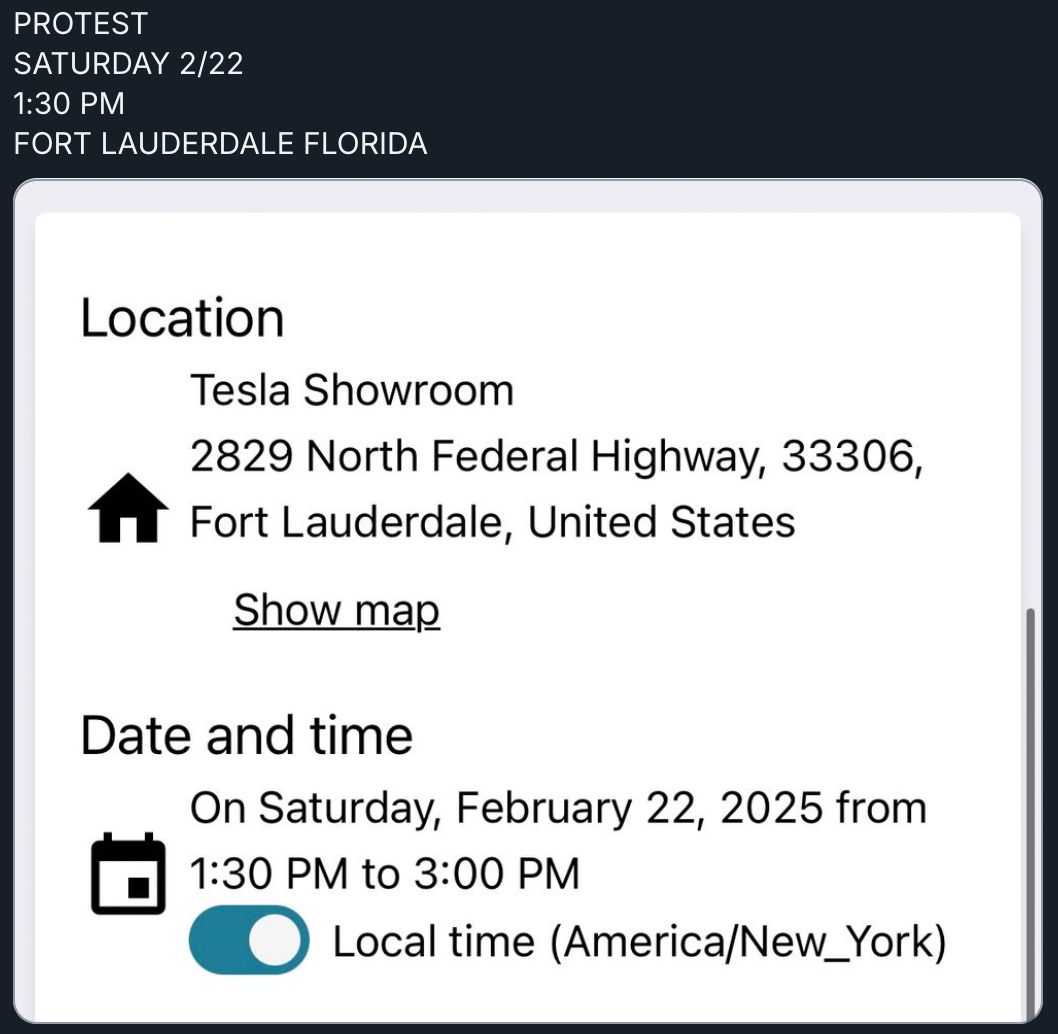 PROTEST
SATURDAY 2/22
1:30 PM
FORT LAUDERDALE FLORIDA
Location
Tesla Showroom
2829 North Federal Highway, 33306,
Fort Lauderdale, United States
Show map
Date and time
On Saturday, February 22, 2025 from
1:30 PM to 3:00 PM
Local time (America/New_York)